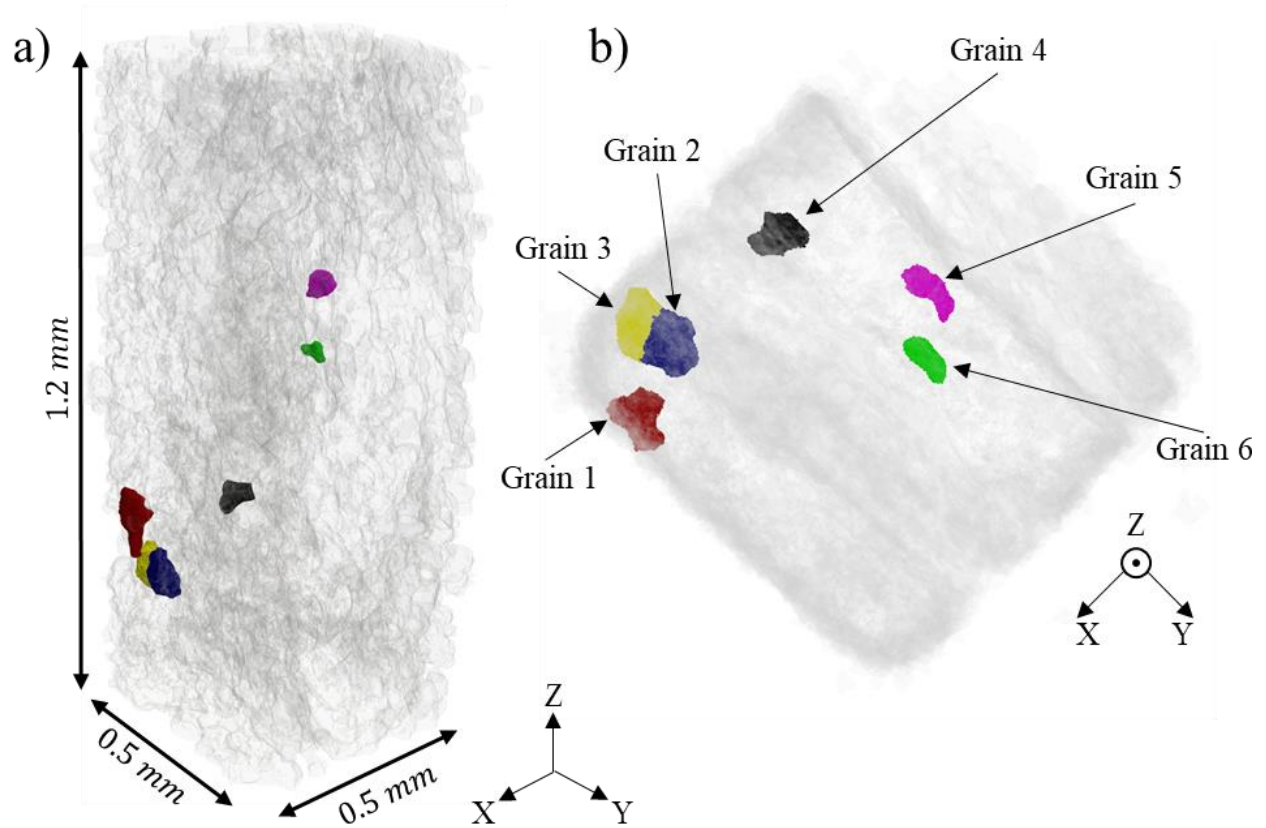 a)
1.2 mm
0.5 mm
0.5 mm
Z
X
Y
b)
Grain 4
Grain 2
Grain 5
Grain 3
Grain 6
Grain 1
Z
X
Y